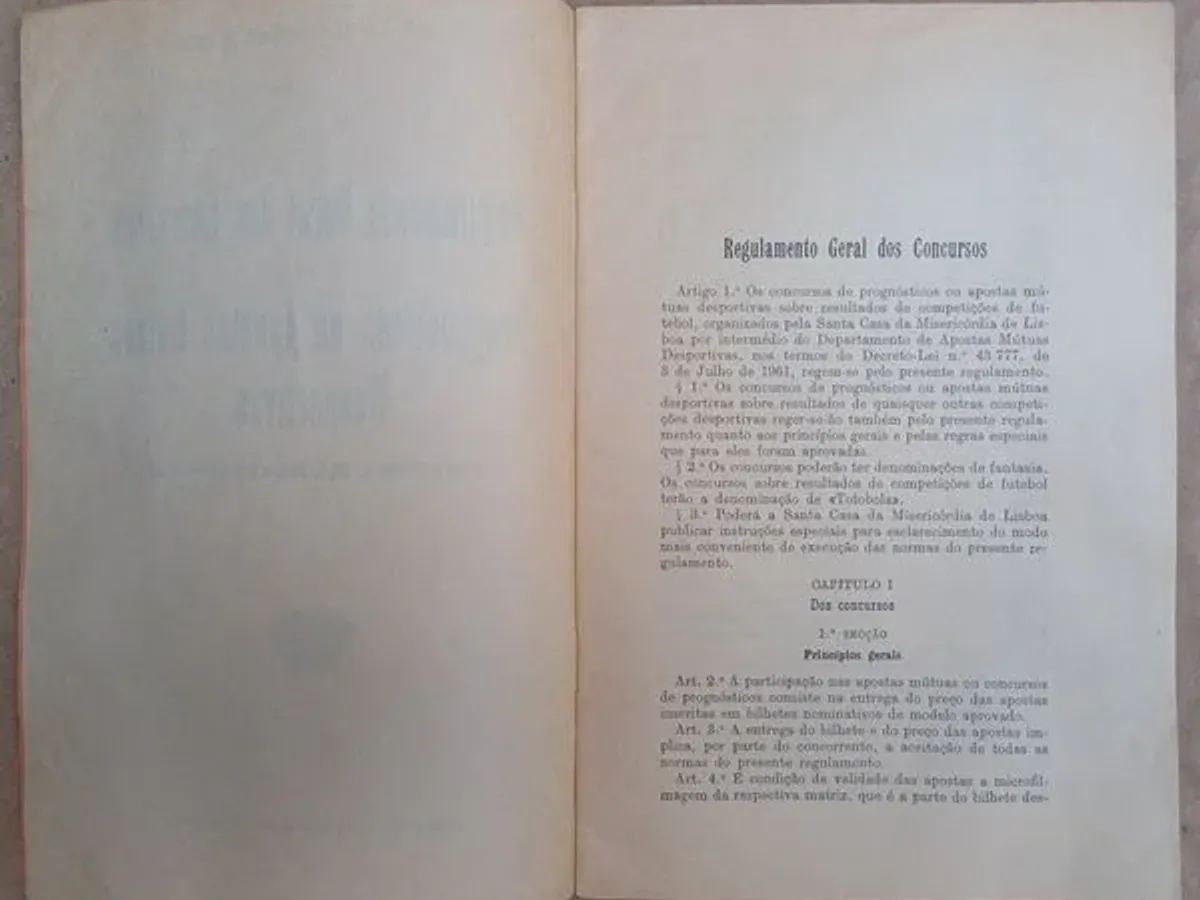 Regulamento Geral dos Concursos
Artigo 1.º Os concursos de prognósticos ou apostas mú-
tuas desportivas sobre resultados de competições de fu-
tebol, organizados pela Santa Casa da Misericórdia de Lis-
boa por intermédio do Departamento de Apostas Mútuas
Desportivas, nos termos do Decreto-Lei n.º 43 777, de
3 de Julho de 1961, regem-se pelo presente regulamento.
§ 1.º Os concursos de prognósticos ou apostas mútuas
desportivas sobre resultados de quaisquer outras competi-
ções desportivas reger-se-ão também pelo presente regula-
mento quanto aos princípios gerais e pelas regras especiais
que para eles foram aprovadas.
§ 2.º Os concursos poderão ter denominações de fantasia.
Os concursos sobre resultados de competições de futebol
terão a denominação de «Totobola».
§ 3.º Poderá a Santa Casa da Misericórdia de Lisboa
publicar instruções especiais para esclarecimento do modo
mais conveniente de execução das normas do presente re-
gulamento.
CAPÍTULO I
Dos concursos
1.ª SECÇÃO
Princípios gerais
Art. 2.º A participação nas apostas mútuas ou concursos
de prognósticos consiste na entrega do preço das apostas
inscritas em bilhetes nominativos de modelo aprovado.
Art. 3.º A entrega do bilhete e do preço das apostas im-
plica, por parte do concorrente, a aceitação de todas as
normas do presente regulamento.
Art. 4.º É condição de validade das apostas a microfil-
magem da respectiva matriz, que é a parte do bilhete des-